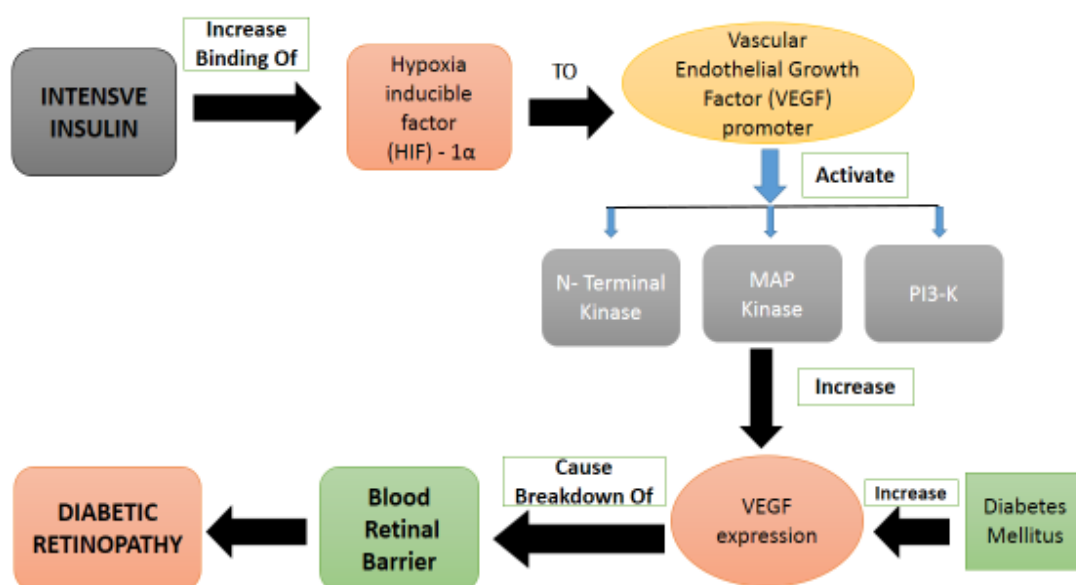 Increase
Binding Of
INTENSVE
INSULIN
Hypoxia
inducible
factor
(HIF) - 1α
TO
Vascular
Endothelial Growth
Factor (VEGF)
promoter
Activate
N- Terminal
Kinase
MAP
Kinase
PI3-K
Increase
DIABETIC
RETINOPATHY
Blood
Retinal
Barrier
Cause
Breakdown Of
VEGF
expression
Increase
Diabetes
Mellitus